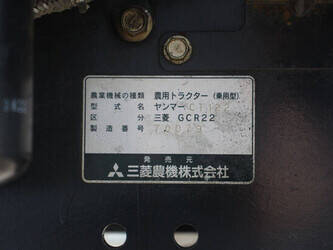 農業機械の種類 農用トラクター (乗用型)
型式名 ヤンマー CT122
区分 三菱 GCR22
製造番号 70079
発売元
三菱農機株式会社